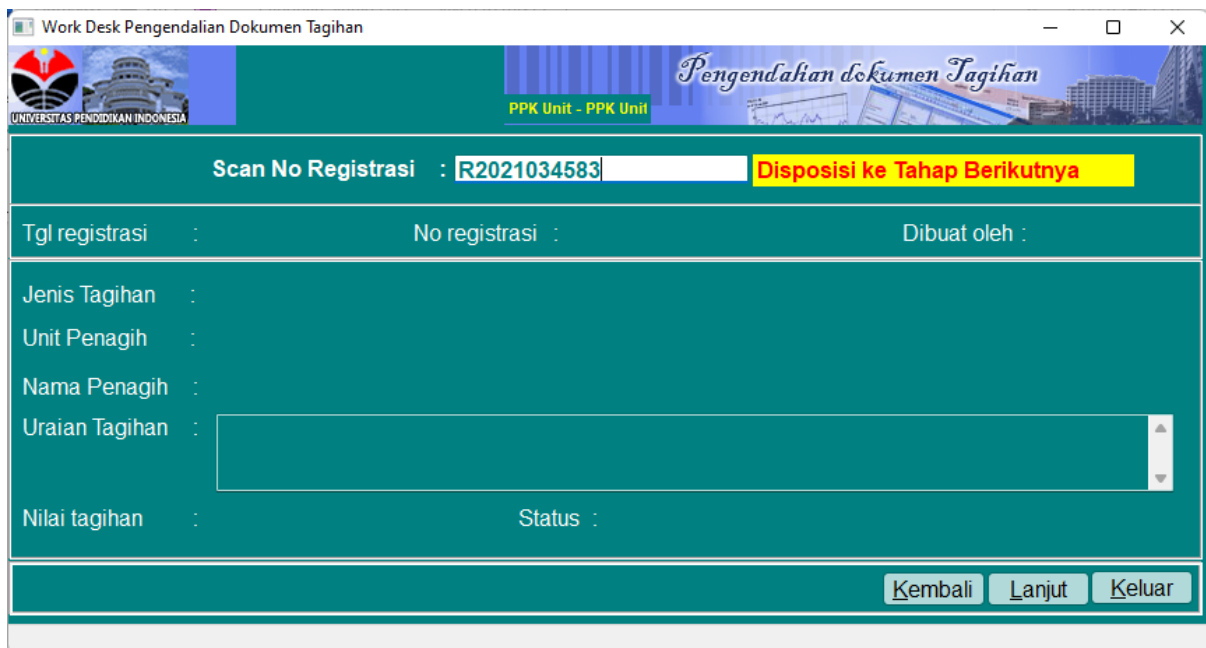 Work Desk Pengendalian Dokumen Tagihan
UNIVERSITAS PENDIDIKAN INDONESIA
Pengendalian dokumen Tagihan
PPK Unit - PPK Unit
Scan No Registrasi : R2021034583 Disposisi ke Tahap Berikutnya
Tgl registrasi : No registrasi : Dibuat oleh :
Jenis Tagihan :
Unit Penagih :
Nama Penagih :
Uraian Tagihan :
Nilai tagihan : Status :
Kembali Lanjut Keluar